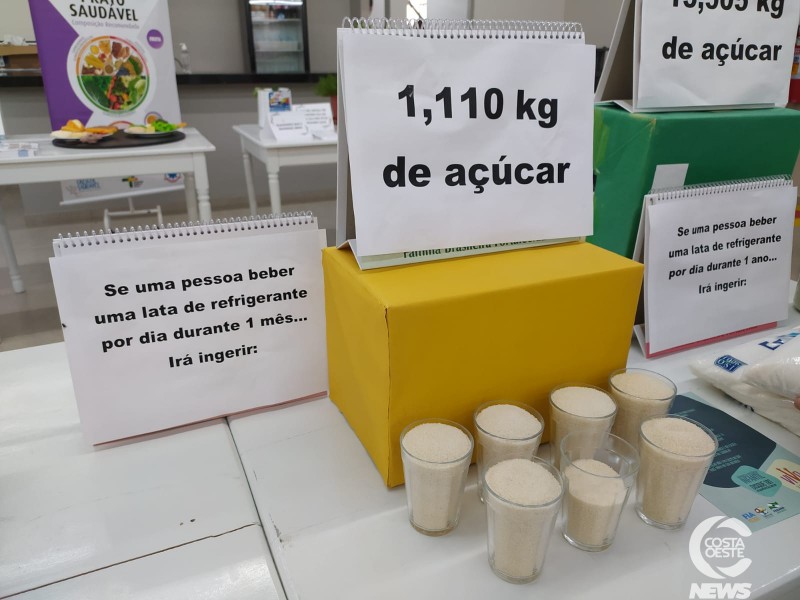 PRATO
SAUDÁVEL
1,110 kg
de açúcar
de açúcar
Se uma pessoa beber
uma lata de refrigerante
por dia durante 1 mês...
Irá ingerir:
Se uma pessoa beber
uma lata de refrigerante
por dia durante 1 ano...
Irá ingerir:
COSTA
OESTE
NEWS